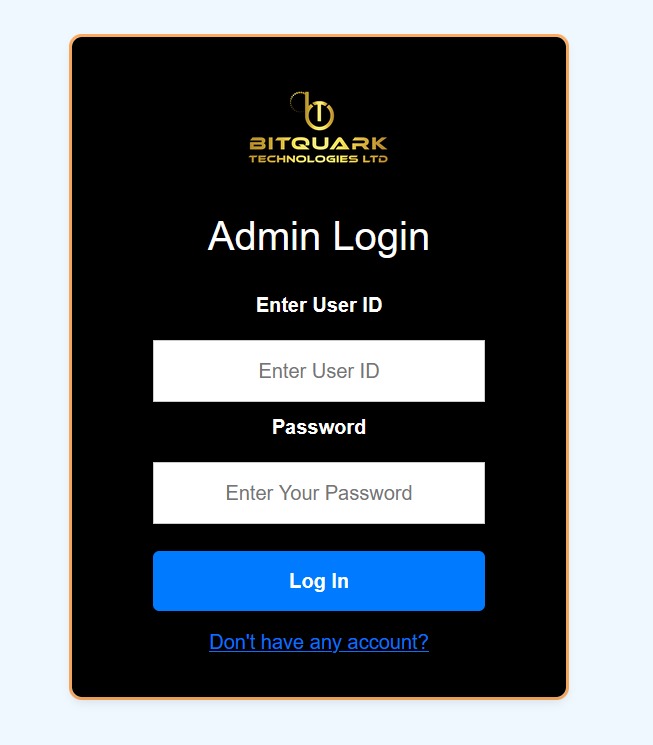 BITQUARK
TECHNOLOGIES LTD
Admin Login
Enter User ID
Enter User ID
Password
Enter Your Password
Log In
Don't have any account?